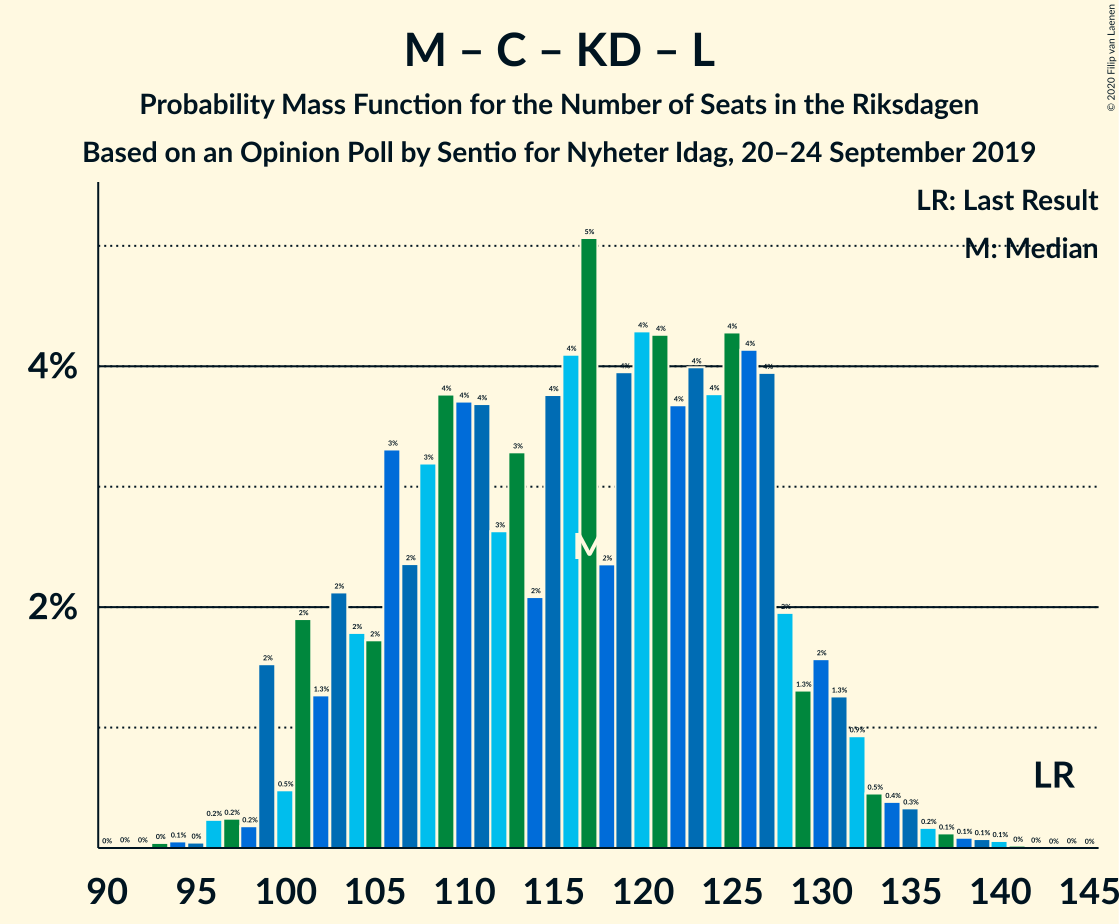 © 2020 Filip van Laenen
M – C – KD – L
Probability Mass Function for the Number of Seats in the Riksdagen
Based on an Opinion Poll by Sentio for Nyheter Idag, 20–24 September 2019
LR: Last Result
M: Median
4%
2%
0% 0% 0% 0% 0.1% 0% 0.2% 0.2% 0.2% 2% 0.5% 2% 1.3% 2% 2% 2% 3% 2% 3% 4% 4% 4% 3% 3% 2% 4% 4% 5% 2% 4% 4% 4% 4% 4% 4% 4% 4% 4% 2% 1.3% 2% 1.3% 0.9% 0.5% 0.4% 0.3% 0.2% 0.1% 0.1% 0.1% 0.1% 0% 0% 0% 0% 0%
M
LR
90 95 100 105 110 115 120 125 130 135 140 145